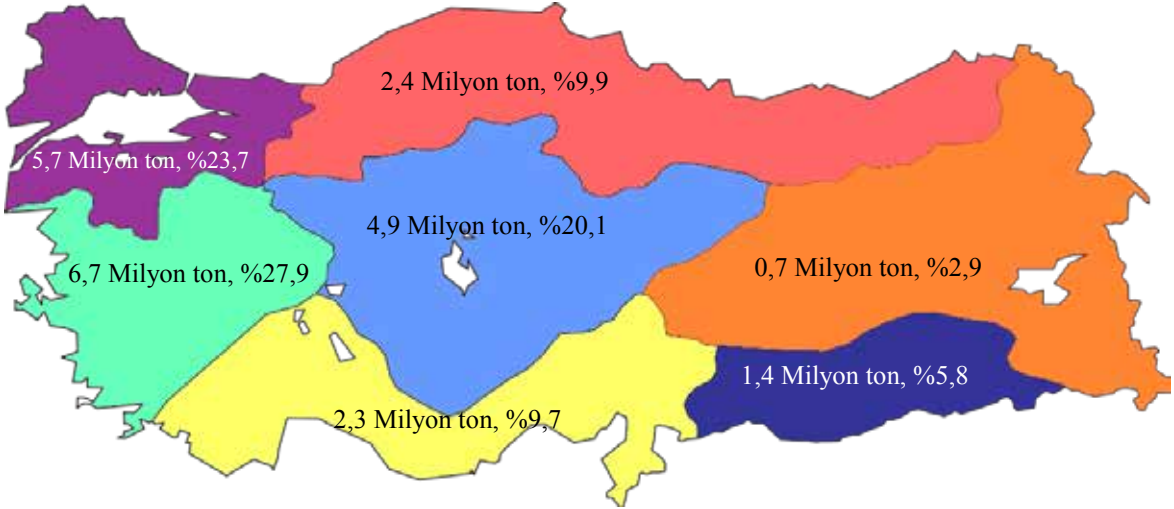 2,4 Milyon ton, %9,9
5,7 Milyon ton, %23,7
4,9 Milyon ton, %20,1
6,7 Milyon ton, %27,9
0,7 Milyon ton, %2,9
1,4 Milyon ton, %5,8
2,3 Milyon ton, %9,7